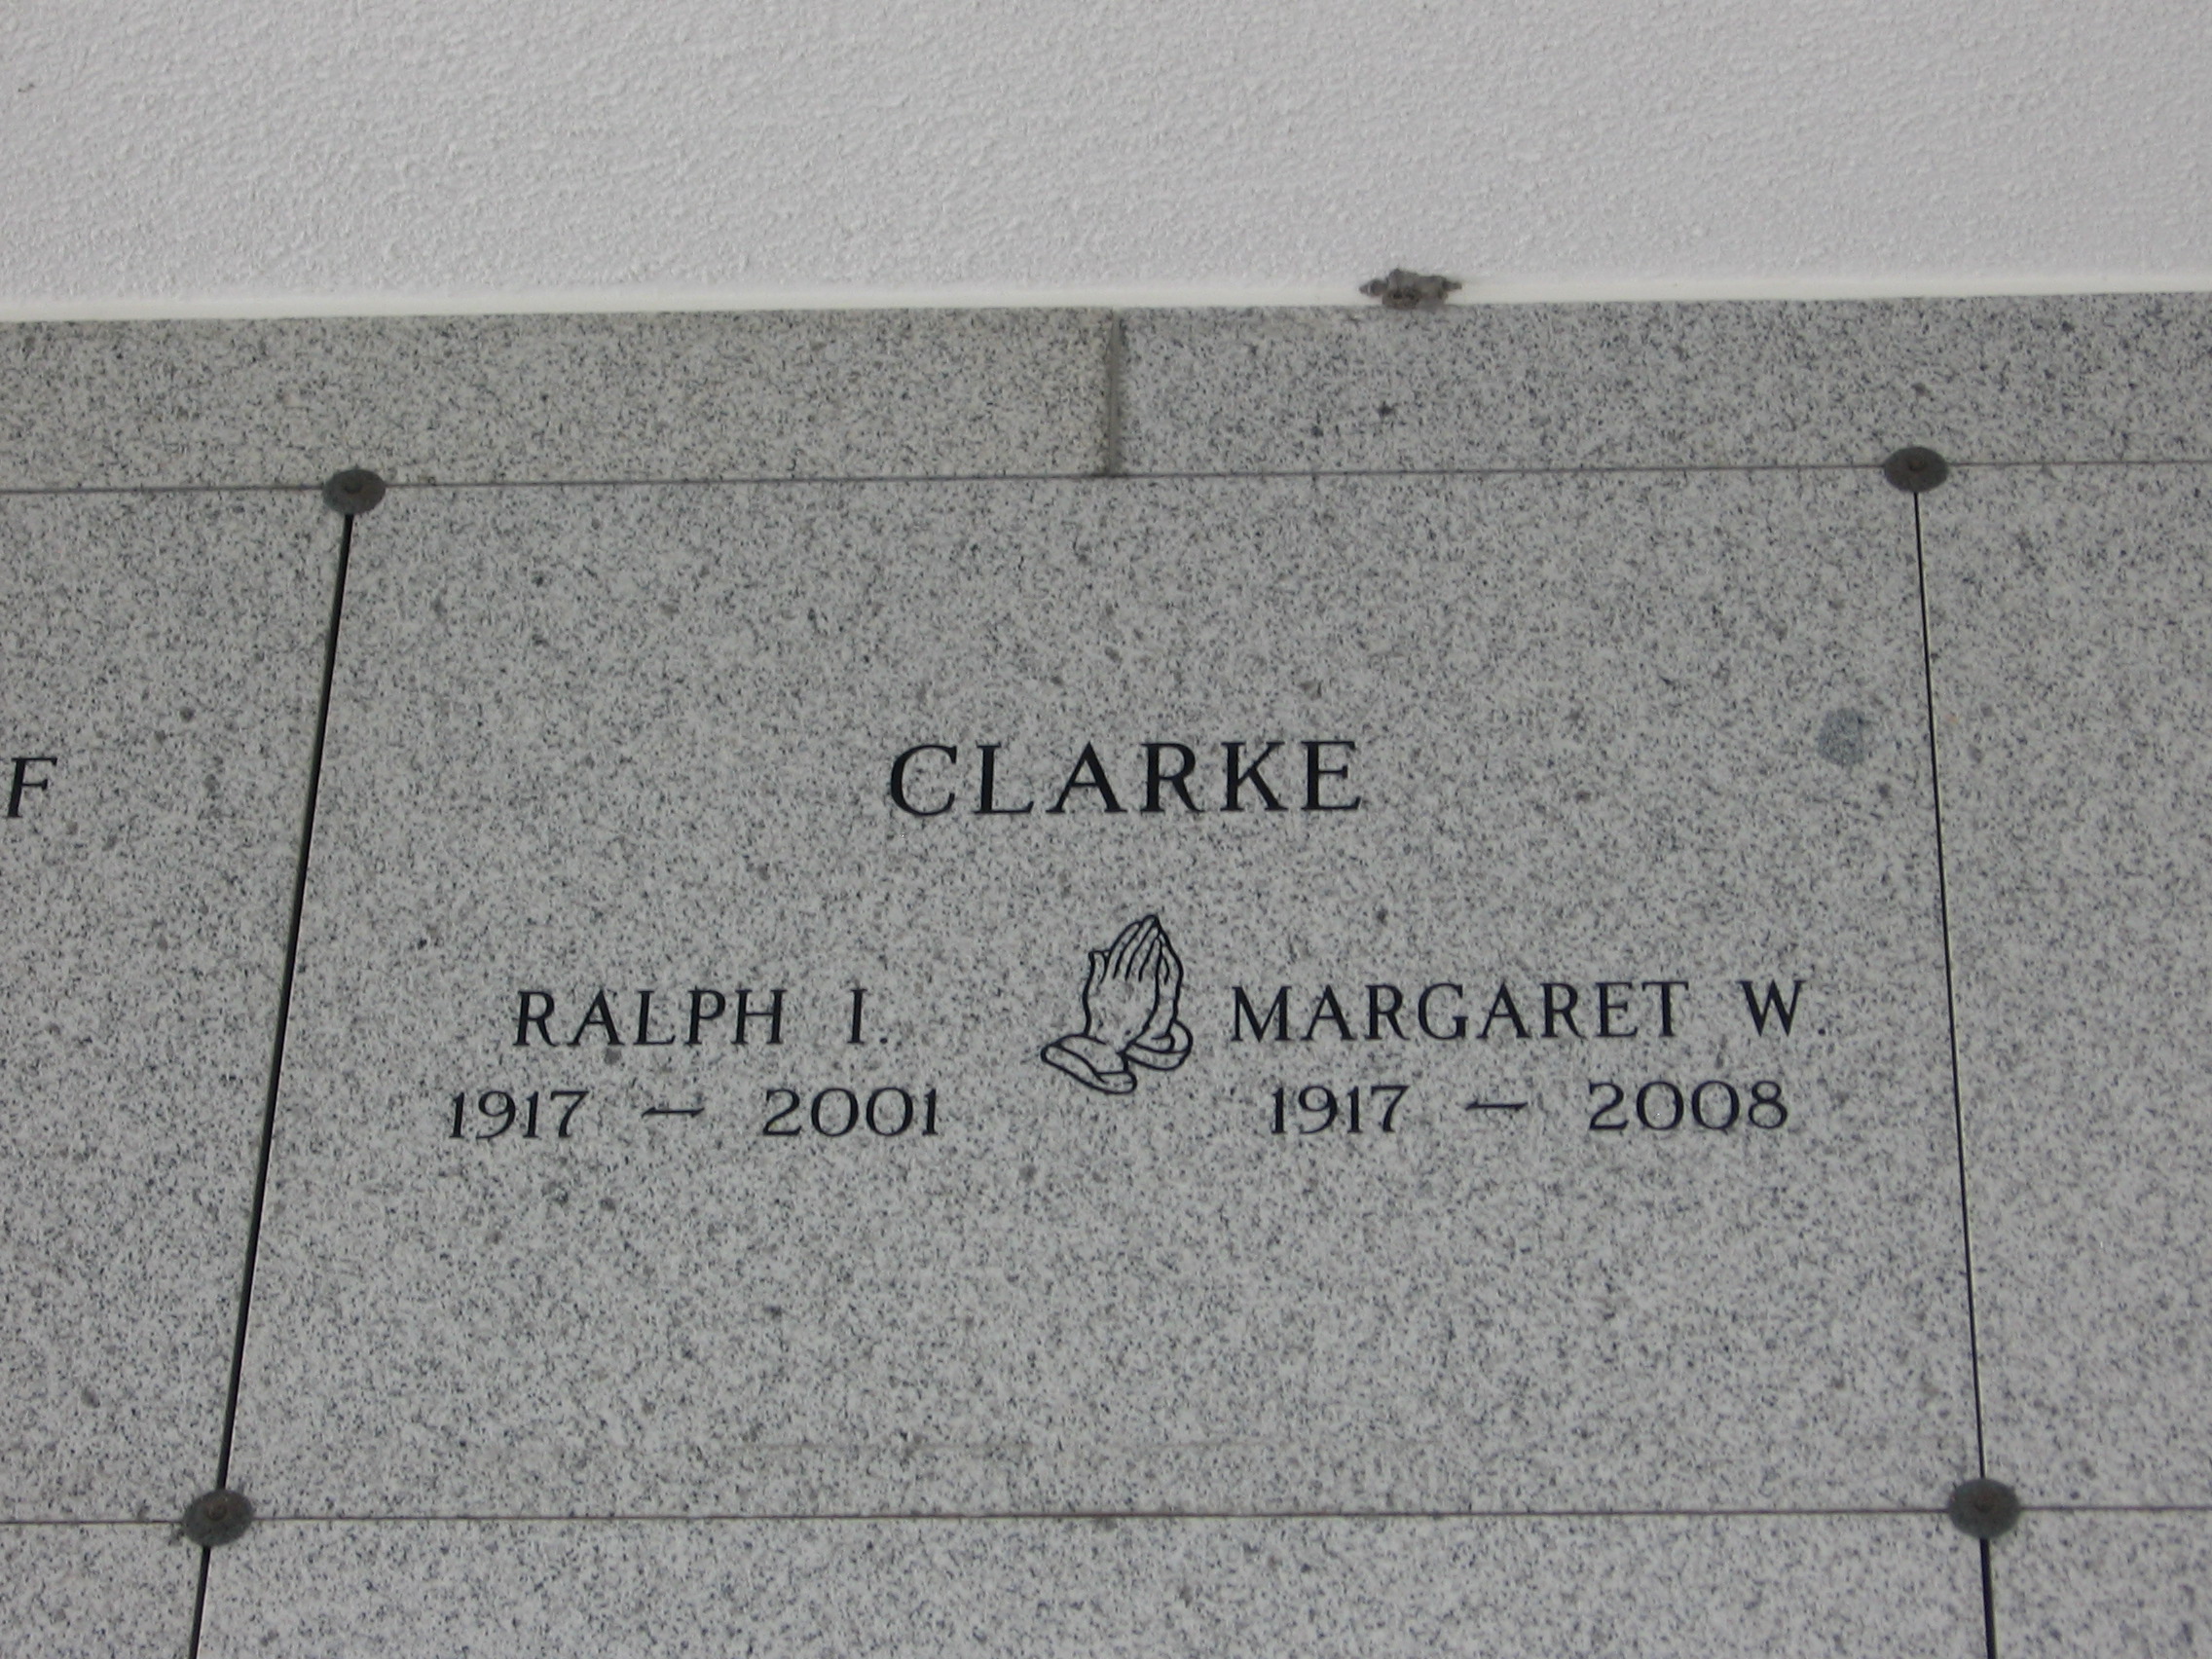 F
CLARKE
RALPH I. MARGARET W.
1917 — 2001 1917 — 2008